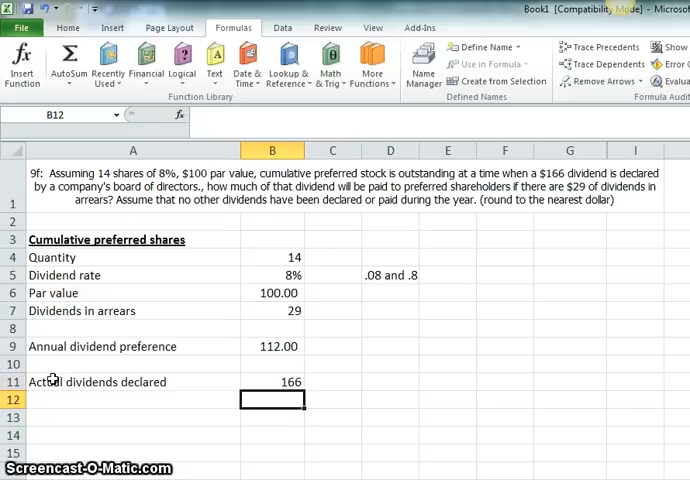 Book1 [Compatibility Mode] - Microsof
File Home Insert Page Layout Formulas Data Review View Add-Ins
fx Σ
Insert Function
AutoSum
Recently Used
Financial
Logical
Text
Date & Time
Lookup & Reference
Math & Trig
More Functions
Function Library
Name Manager
Define Name
Use in Formula
Create from Selection
Defined Names
Trace Precedents
Trace Dependents
Remove Arrows
Show
Error C
Evalua
Formula Audit
B12 fx
A B C D E F G H I
1 9f: Assuming 14 shares of 8%, $100 par value, cumulative preferred stock is outstanding at a time when a $166 dividend is declared
by a company's board of directors., how much of that dividend will be paid to preferred shareholders if there are $29 of dividends in
arrears? Assume that no other dividends have been declared or paid during the year. (round to the nearest dollar)
2
3 Cumulative preferred shares
4 Quantity 14
5 Dividend rate 8% .08 and .8
6 Par value 100.00
7 Dividends in arrears 29
8
9 Annual dividend preference 112.00
10
11 Actual dividends declared 166
12
13
14
15
Screencast-O-Matic.com